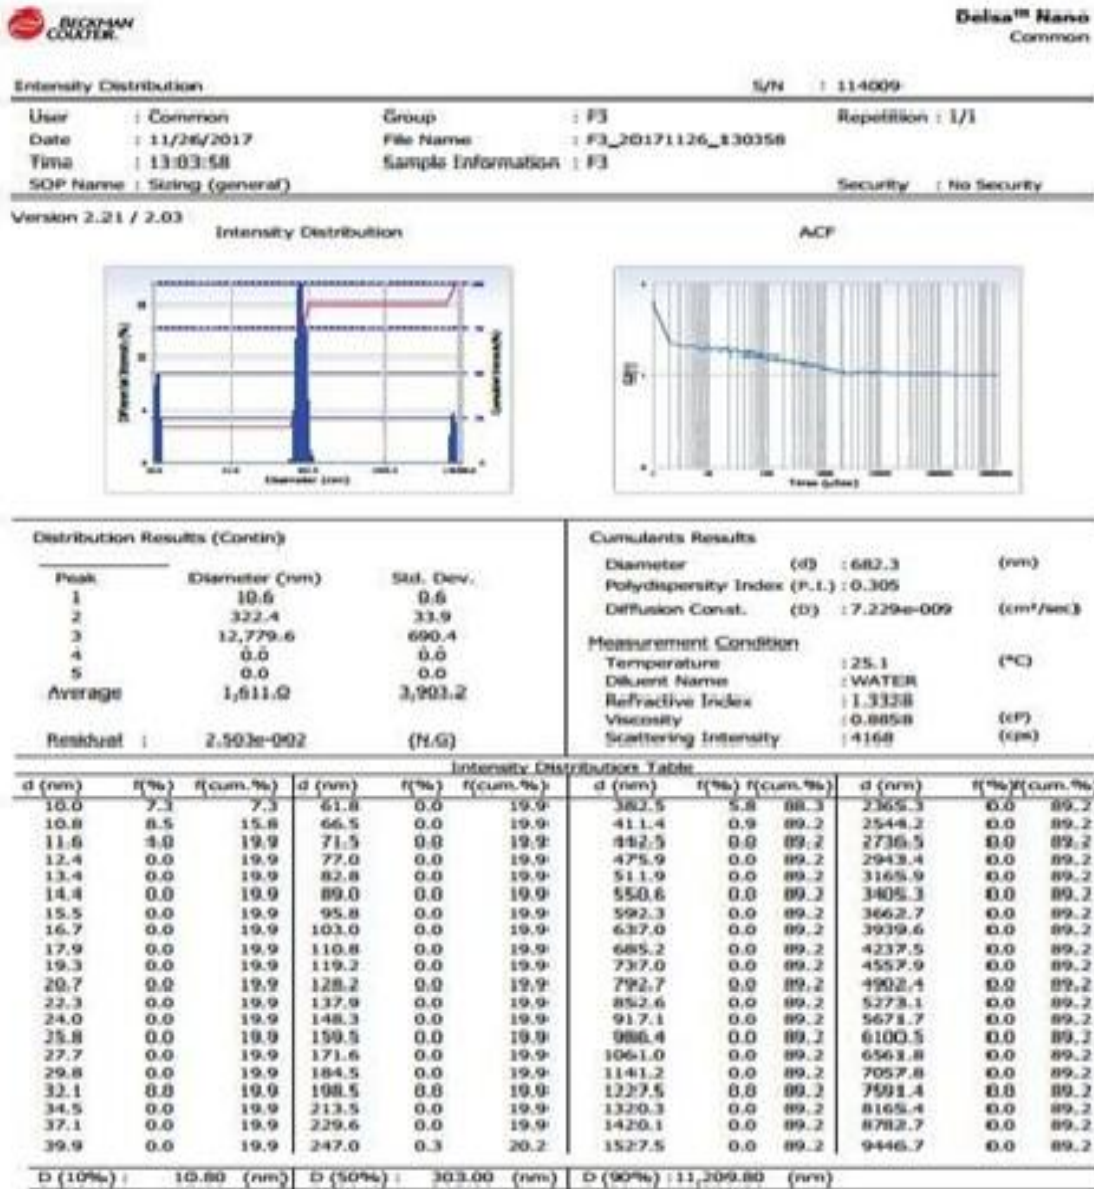 BECKMAN COULTER.
Delsa™ Nano
Common
Intensity Distribution S/N : 114009
User : Common Group : F3 Repetition : 1/1
Date : 11/26/2017 File Name : F3_20171126_130358
Time : 13:03:58 Sample Information : F3
SOP Name : Sizing (general) Security : No Security
Version 2.21 / 2.03
Intensity Distribution ACF
Diameter (nm)
Time (μsec)
Distribution Results (Contin)
Peak Diameter (nm) Std. Dev.
1 10.6 0.6
2 322.4 33.9
3 12,779.6 690.4
4 0.0 0.0
5 0.0 0.0
Average 1,611.0 3,903.2
Residual : 2.503e-002 (N.G)
Cumulants Results
Diameter (d) : 682.3 (nm)
Polydispersity Index (P.I.) : 0.305
Diffusion Const. (D) : 7.229e-009 (cm²/sec)
Measurement Condition
Temperature : 25.1 (°C)
Diluent Name : WATER
Refractive Index : 1.3328
Viscosity : 0.8858 (cP)
Scattering Intensity : 4168 (cps)
Intensity Distribution Table
d (nm) f(%) f(cum.%) d (nm) f(%) f(cum.%) d (nm) f(%) f(cum.%) d (nm) f(%) f(cum.%)
10.0 7.3 7.3 61.8 0.0 19.9 382.5 5.8 88.3 2365.3 0.0 89.2
10.8 8.5 15.8 66.5 0.0 19.9 411.4 0.9 89.2 2544.2 0.0 89.2
11.6 4.0 19.9 71.5 0.0 19.9 442.5 0.0 89.2 2736.5 0.0 89.2
12.4 0.0 19.9 77.0 0.0 19.9 475.9 0.0 89.2 2943.4 0.0 89.2
13.4 0.0 19.9 82.8 0.0 19.9 511.9 0.0 89.2 3165.9 0.0 89.2
14.4 0.0 19.9 89.0 0.0 19.9 550.6 0.0 89.2 3405.3 0.0 89.2
15.5 0.0 19.9 95.8 0.0 19.9 592.3 0.0 89.2 3662.7 0.0 89.2
16.7 0.0 19.9 103.0 0.0 19.9 637.0 0.0 89.2 3939.6 0.0 89.2
17.9 0.0 19.9 110.8 0.0 19.9 685.2 0.0 89.2 4237.5 0.0 89.2
19.3 0.0 19.9 119.2 0.0 19.9 737.0 0.0 89.2 4557.9 0.0 89.2
20.7 0.0 19.9 128.2 0.0 19.9 792.7 0.0 89.2 4902.4 0.0 89.2
22.3 0.0 19.9 137.9 0.0 19.9 852.6 0.0 89.2 5273.1 0.0 89.2
24.0 0.0 19.9 148.3 0.0 19.9 917.1 0.0 89.2 5671.7 0.0 89.2
25.8 0.0 19.9 159.5 0.0 19.9 986.4 0.0 89.2 6100.5 0.0 89.2
27.7 0.0 19.9 171.6 0.0 19.9 1061.0 0.0 89.2 6561.8 0.0 89.2
29.8 0.0 19.9 184.5 0.0 19.9 1141.2 0.0 89.2 7057.8 0.0 89.2
32.1 0.0 19.9 198.5 0.0 19.9 1227.5 0.0 89.2 7591.4 0.0 89.2
34.5 0.0 19.9 213.5 0.0 19.9 1320.3 0.0 89.2 8165.4 0.0 89.2
37.1 0.0 19.9 229.6 0.0 19.9 1420.1 0.0 89.2 8782.7 0.0 89.2
39.9 0.0 19.9 247.0 0.3 20.2 1527.5 0.0 89.2 9446.7 0.0 89.2
D (10%) : 10.80 (nm) D (50%) : 303.00 (nm) D (90%) : 11,209.80 (nm)